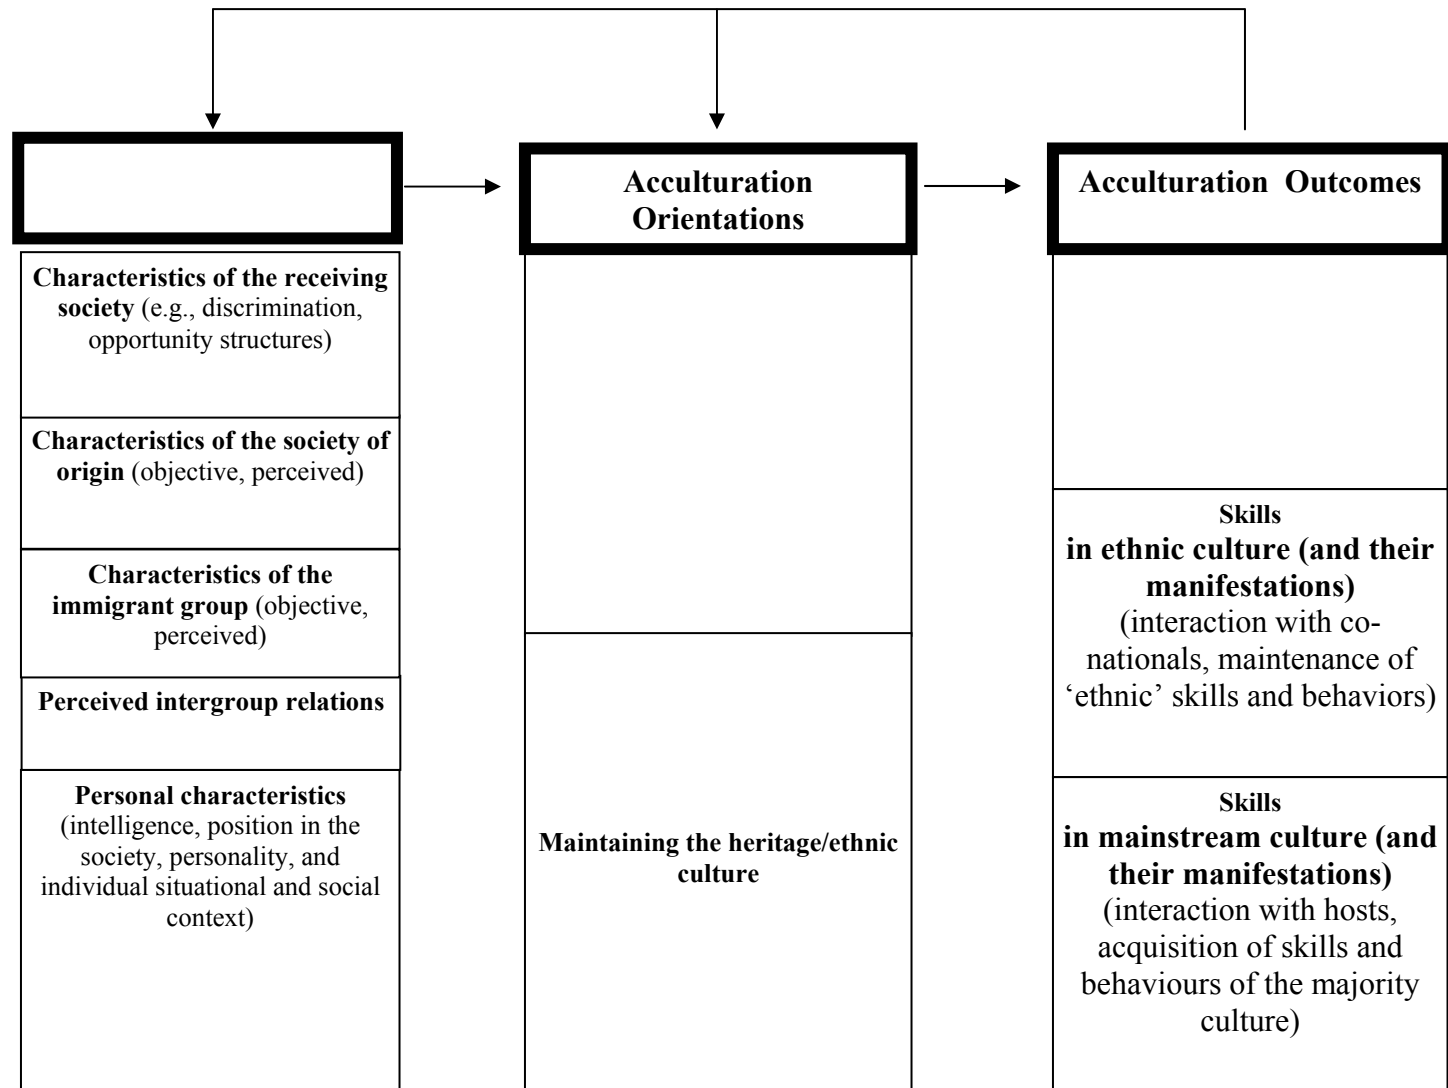 Acculturation
Orientations
Acculturation Outcomes
Characteristics of the receiving
society (e.g., discrimination,
opportunity structures)
Characteristics of the society of
origin (objective, perceived)
Characteristics of the
immigrant group (objective,
perceived)
Perceived intergroup relations
Personal characteristics
(intelligence, position in the
society, personality, and
individual situational and social
context)
Maintaining the heritage/ethnic
culture
Skills
in ethnic culture (and their
manifestations)
(interaction with co-
nationals, maintenance of
‘ethnic’ skills and behaviors)
Skills
in mainstream culture (and
their manifestations)
(interaction with hosts,
acquisition of skills and
behaviours of the majority
culture)